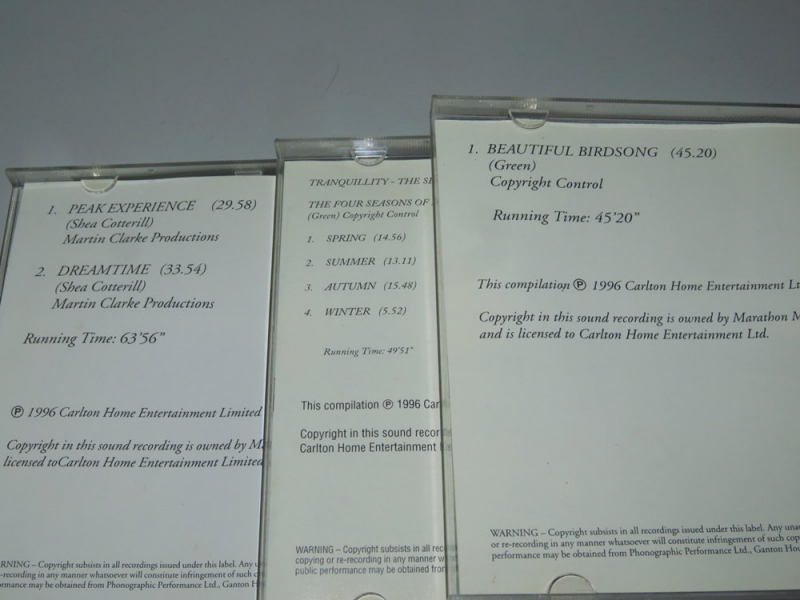 1. PEAK EXPERIENCE (29.58)
(Shea Cotterill)
Martin Clarke Productions
2. DREAMTIME (33.54)
(Shea Cotterill)
Martin Clarke Productions
Running Time: 63'56"
℗ 1996 Carlton Home Entertainment Limited
Copyright in this sound recording is owned by
licensed to Carlton Home Entertainment Limited
WARNING – Copyright subsists in all recordings issued under this label. Any
re-recording in any manner whatsoever will constitute infringement of such
may be obtained from Phonographic Performance Ltd., Ganton
TRANQUILLITY - THE
THE FOUR SEASONS OF
(Green) Copyright Control
1. SPRING (14.56)
2. SUMMER (13.11)
3. AUTUMN (15.48)
4. WINTER (5.52)
Running Time: 49'51"
This compilation ℗ 1996
Copyright in this sound
Carlton Home Entertainment
WARNING – Copyright subsists in all
copying or re-recording in any manner
public performance may be obtained from
1. BEAUTIFUL BIRDSONG (45.20)
(Green)
Copyright Control
Running Time: 45'20"
This compilation ℗ 1996 Carlton Home Entertainment
Copyright in this sound recording is owned by Marathon
and is licensed to Carlton Home Entertainment Ltd.
WARNING – Copyright subsists in all recordings issued under this label. Any
or re-recording in any manner whatsoever will constitute infringement of such
performance may be obtained from Phonographic Performance Ltd., Ganton